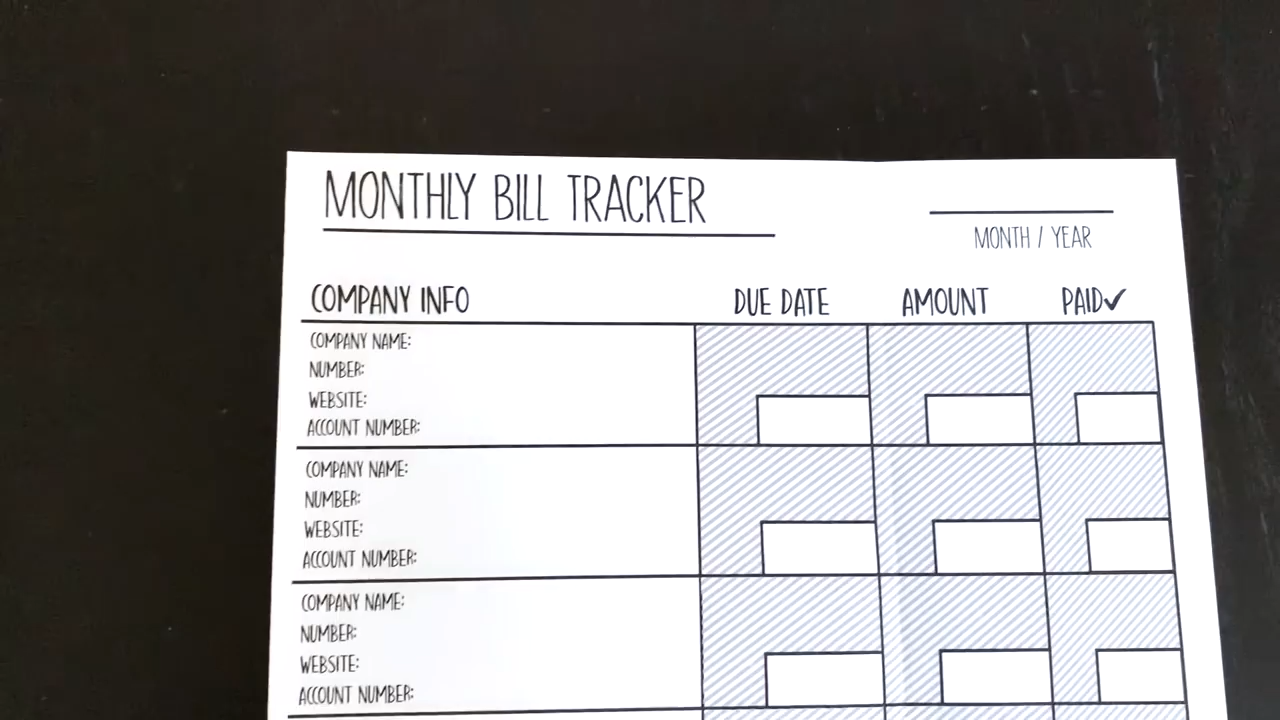 MONTHLY BILL TRACKER
MONTH / YEAR
COMPANY INFO DUE DATE AMOUNT PAID✓
COMPANY NAME:
NUMBER:
WEBSITE:
ACCOUNT NUMBER:
COMPANY NAME:
NUMBER:
WEBSITE:
ACCOUNT NUMBER:
COMPANY NAME:
NUMBER:
WEBSITE:
ACCOUNT NUMBER: